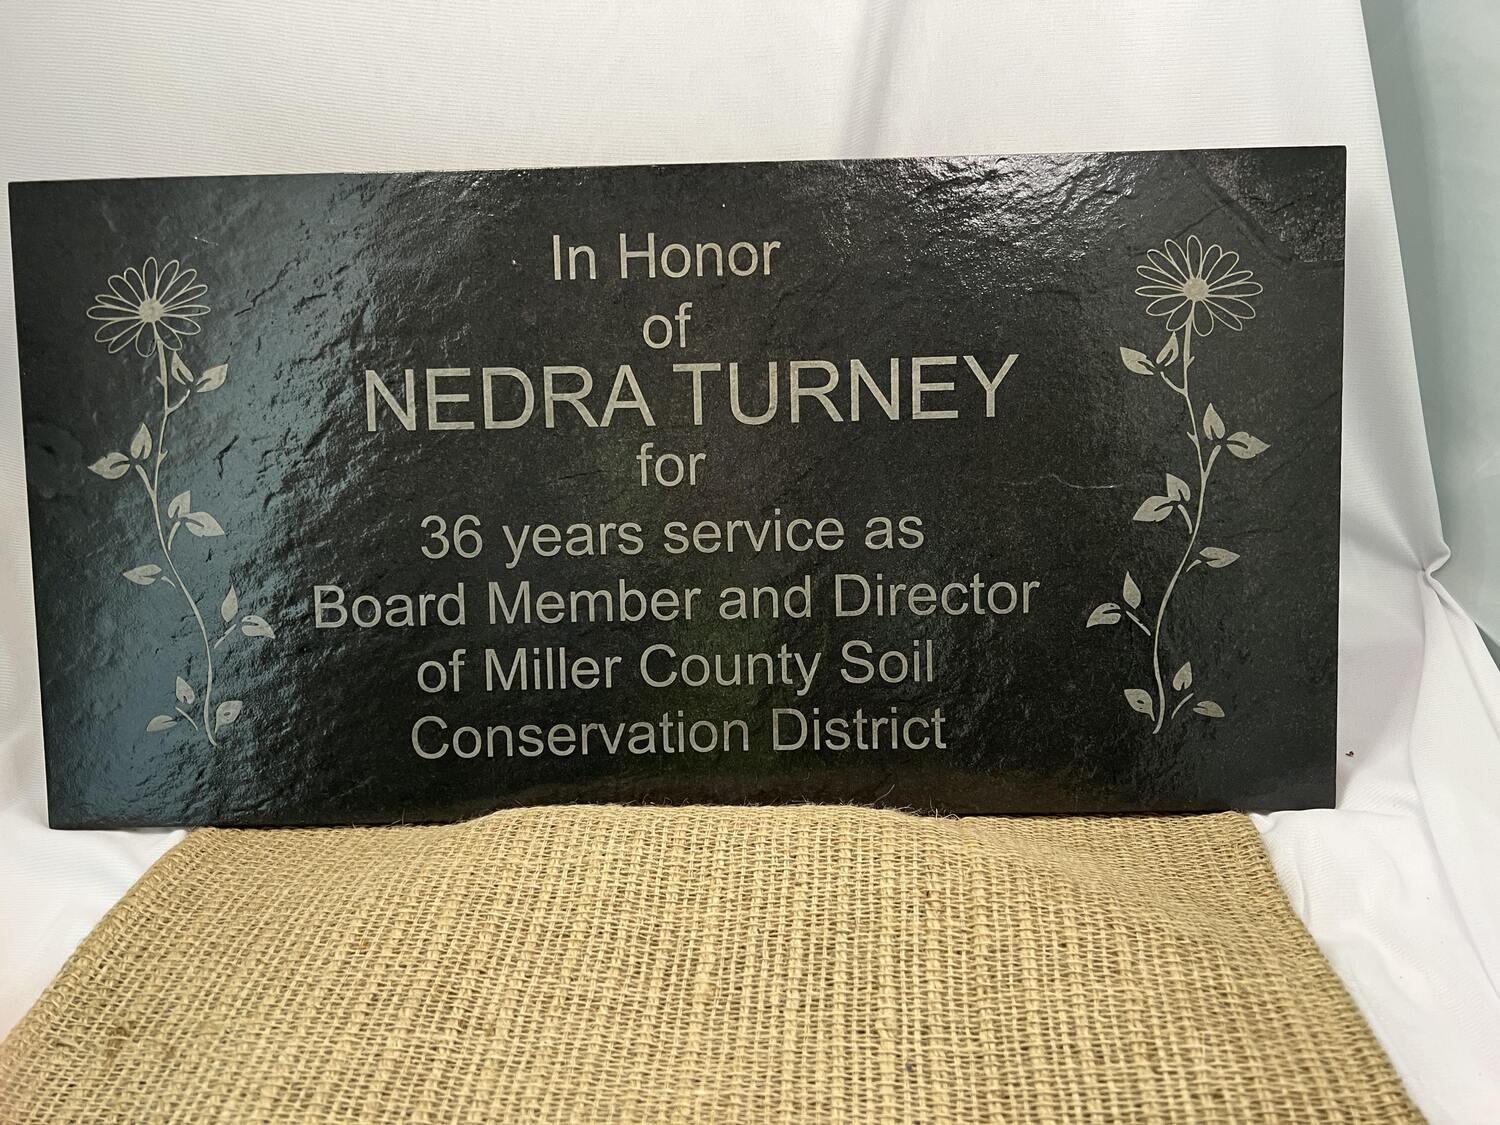 In Honor
of
NEDRA TURNEY
for
36 years service as
Board Member and Director
of Miller County Soil
Conservation District